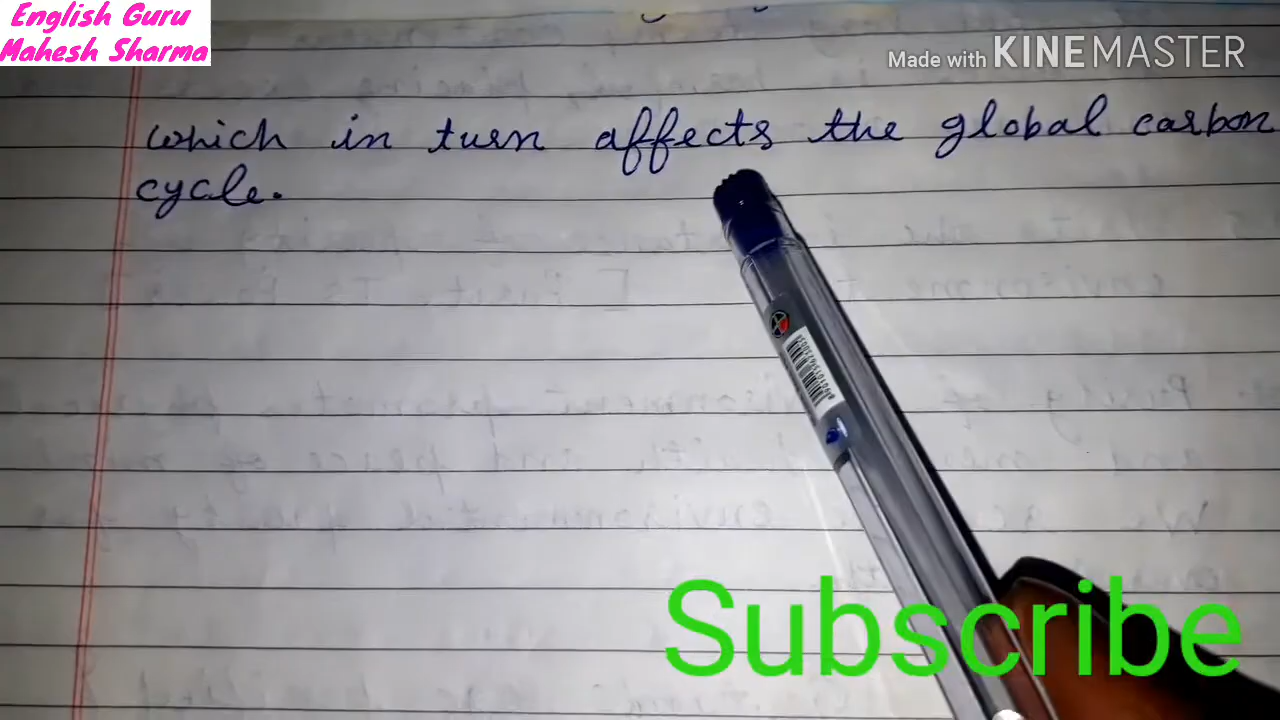 English Guru
Mahesh Sharma
Made with KINEMASTER
which in turn affects the global carbon
cycle.
Subscribe